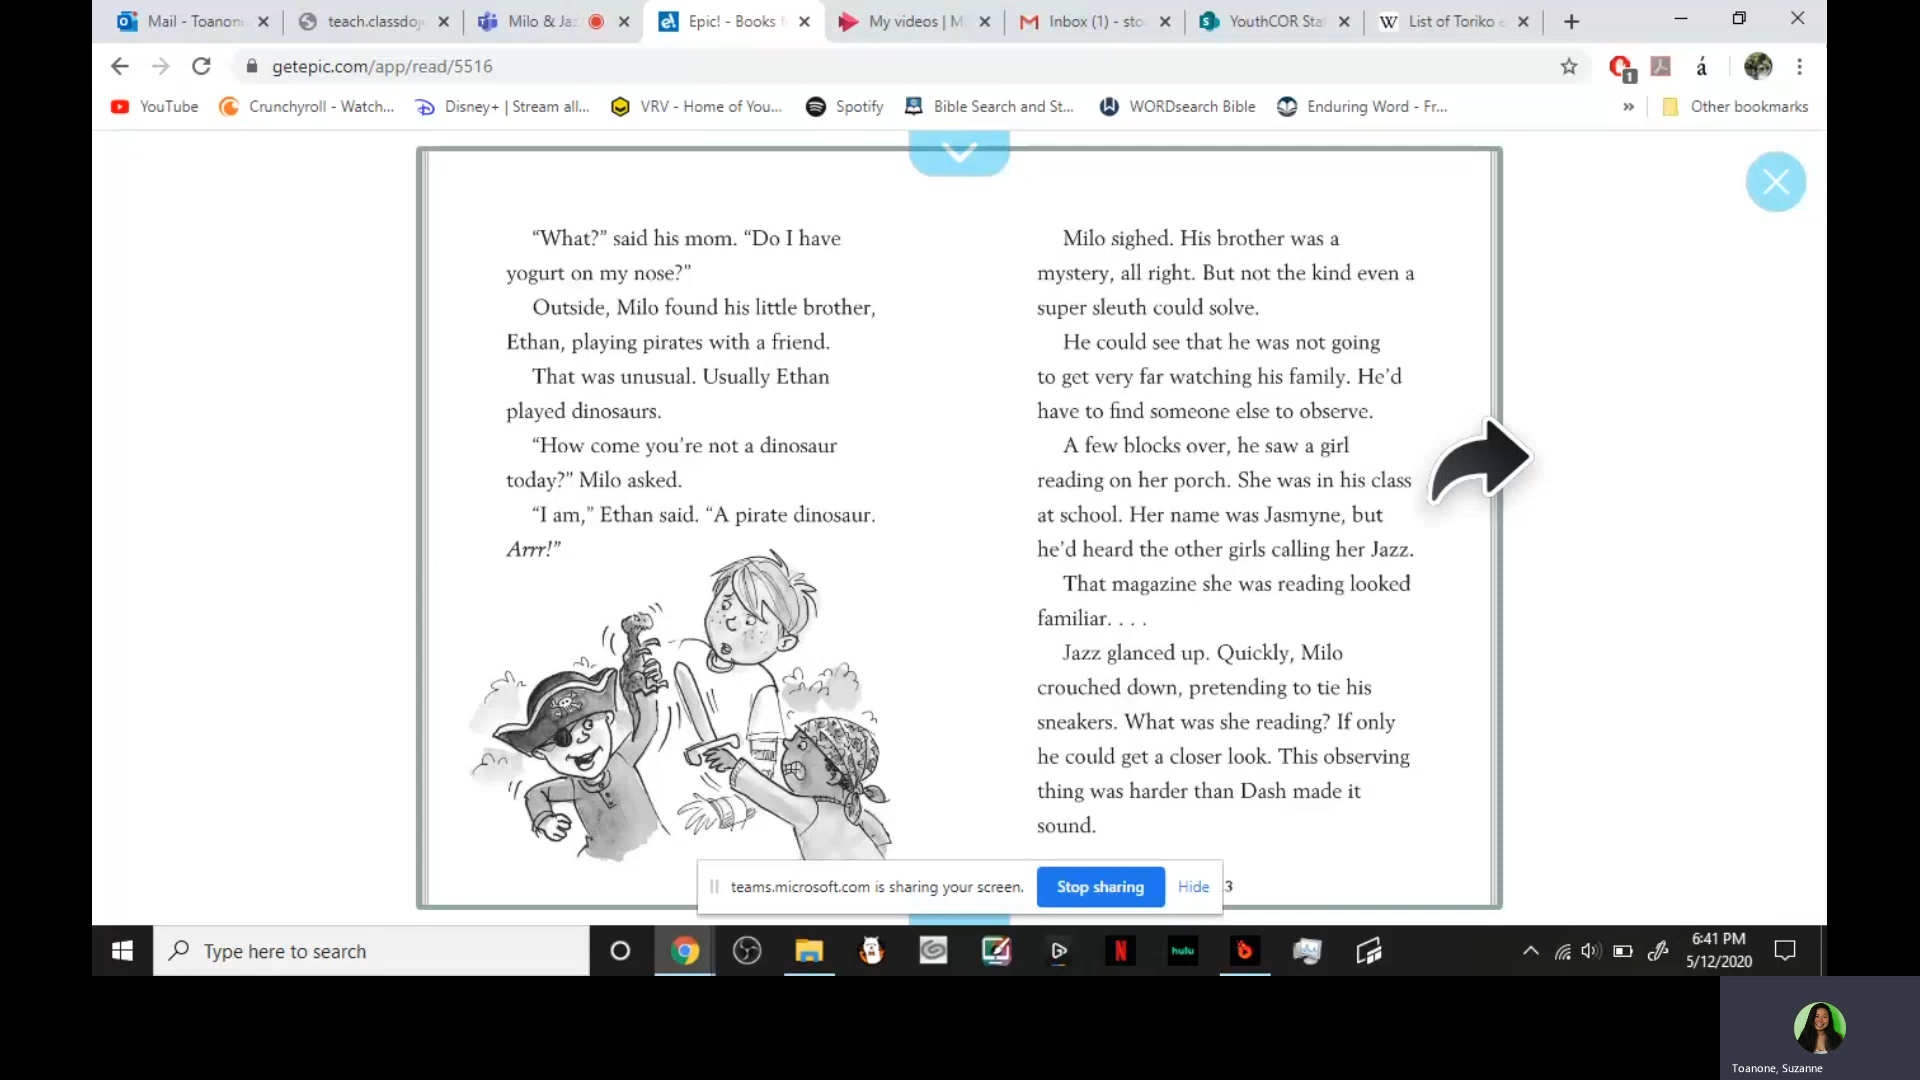 Mail - Toanon
teach.classdoj
Milo & Ja
Epic! - Books
My videos | M
Inbox (1) - sto
YouthCOR Sta
List of Toriko e
getepic.com/app/read/5516
1
á
YouTube
Crunchyroll - Watch...
Disney+ | Stream all...
VRV - Home of You...
Spotify
Bible Search and St...
WORDsearch Bible
Enduring Word - Fr...
»
Other bookmarks
“What?” said his mom. “Do I have
yogurt on my nose?”
Outside, Milo found his little brother,
Ethan, playing pirates with a friend.
That was unusual. Usually Ethan
played dinosaurs.
“How come you’re not a dinosaur
today?” Milo asked.
“I am,” Ethan said. “A pirate dinosaur.
Arrr!”
Milo sighed. His brother was a
mystery, all right. But not the kind even a
super sleuth could solve.
He could see that he was not going
to get very far watching his family. He’d
have to find someone else to observe.
A few blocks over, he saw a girl
reading on her porch. She was in his class
at school. Her name was Jasmyne, but
he’d heard the other girls calling her Jazz.
That magazine she was reading looked
familiar. . . .
Jazz glanced up. Quickly, Milo
crouched down, pretending to tie his
sneakers. What was she reading? If only
he could get a closer look. This observing
thing was harder than Dash made it
sound.
3
teams.microsoft.com is sharing your screen.
Stop sharing
Hide
Type here to search
N
hulu
6:41 PM
5/12/2020
Toanone, Suzanne